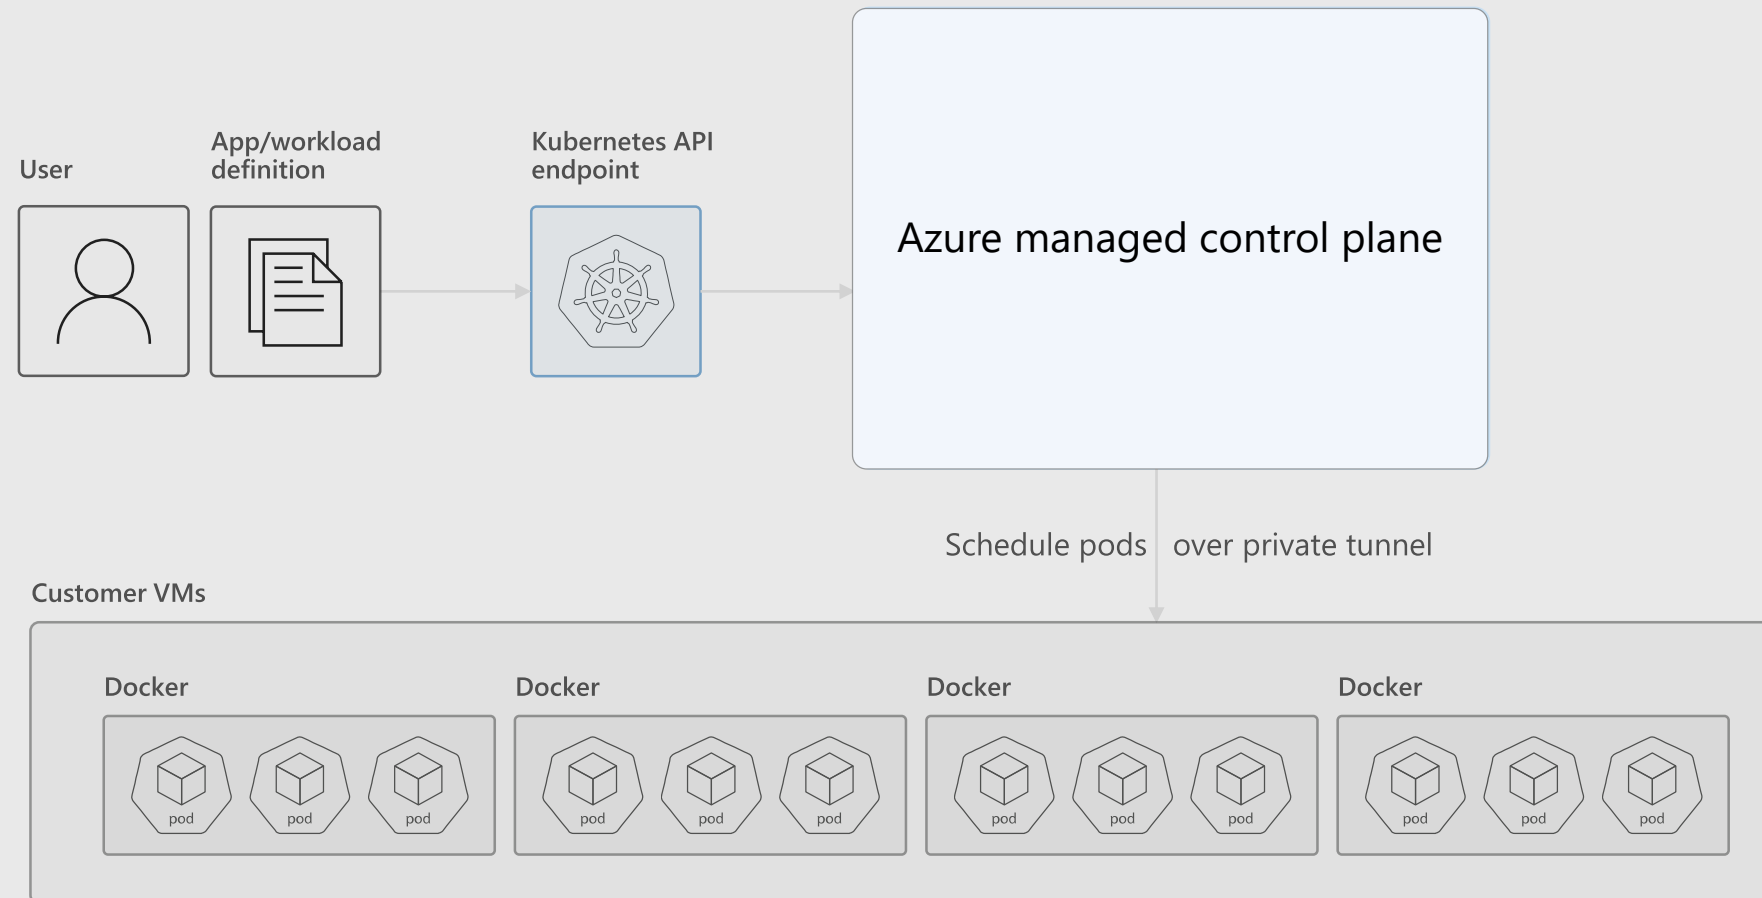 Azure managed control plane
User
App/workload
definition
Kubernetes API
endpoint
Schedule pods over private tunnel
Customer VMs
Docker
pod pod pod
Docker
pod pod pod
Docker
pod pod pod
Docker
pod pod pod